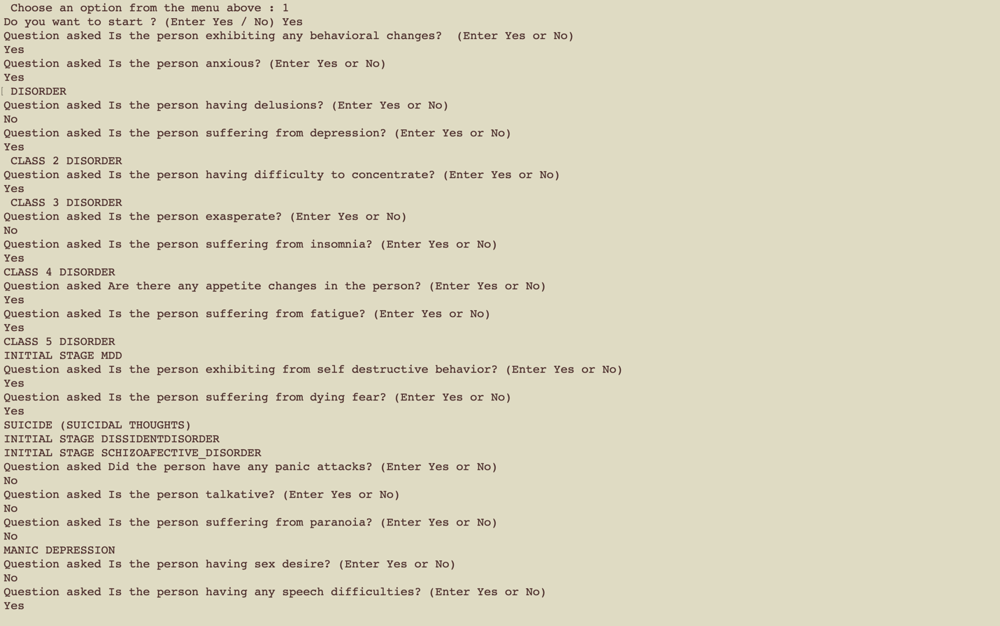 Choose an option from the menu above : 1
Do you want to start ? (Enter Yes / No) Yes
Question asked Is the person exhibiting any behavioral changes?  (Enter Yes or No)
Yes
Question asked Is the person anxious? (Enter Yes or No)
Yes
[ DISORDER
Question asked Is the person having delusions? (Enter Yes or No)
No
Question asked Is the person suffering from depression? (Enter Yes or No)
Yes
CLASS 2 DISORDER
Question asked Is the person having difficulty to concentrate? (Enter Yes or No)
Yes
CLASS 3 DISORDER
Question asked Is the person exasperate? (Enter Yes or No)
No
Question asked Is the person suffering from insomnia? (Enter Yes or No)
Yes
CLASS 4 DISORDER
Question asked Are there any appetite changes in the person? (Enter Yes or No)
Yes
Question asked Is the person suffering from fatigue? (Enter Yes or No)
Yes
CLASS 5 DISORDER
INITIAL STAGE MDD
Question asked Is the person exhibiting from self destructive behavior? (Enter Yes or No)
Yes
Question asked Is the person suffering from dying fear? (Enter Yes or No)
Yes
SUICIDE (SUICIDAL THOUGHTS)
INITIAL STAGE DISSIDENTDISORDER
INITIAL STAGE SCHIZOAFECTIVE_DISORDER
Question asked Did the person have any panic attacks? (Enter Yes or No)
No
Question asked Is the person talkative? (Enter Yes or No)
No
Question asked Is the person suffering from paranoia? (Enter Yes or No)
No
MANIC DEPRESSION
Question asked Is the person having sex desire? (Enter Yes or No)
No
Question asked Is the person having any speech difficulties? (Enter Yes or No)
Yes